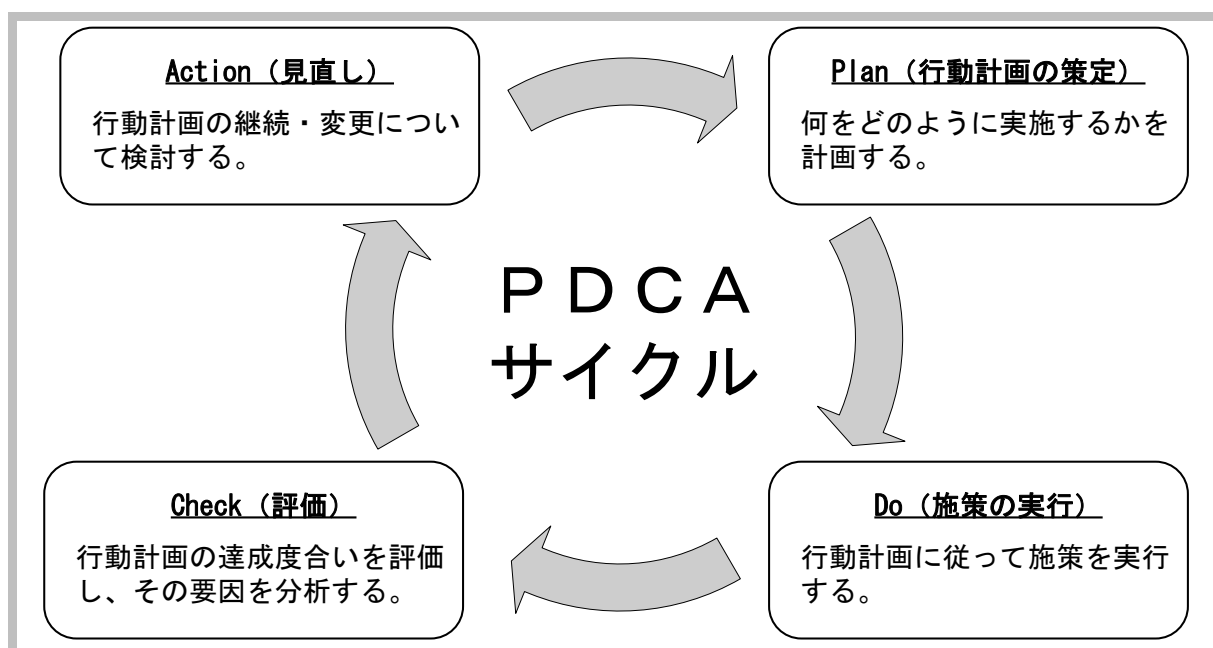 Action（見直し）
行動計画の継続・変更につい
て検討する。
Plan（行動計画の策定）
何をどのように実施するかを
計画する。
ＰＤＣＡ
サイクル
Check（評価）
行動計画の達成度合いを評価
し、その要因を分析する。
Do（施策の実行）
行動計画に従って施策を実行
する。